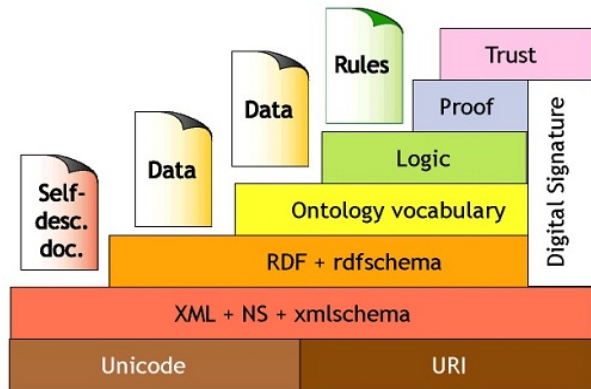 Trust
Rules
Proof
Data
Logic
Digital Signature
Data
Self-
desc.
doc.
Ontology vocabulary
RDF + rdfschema
XML + NS + xmlschema
Unicode
URI